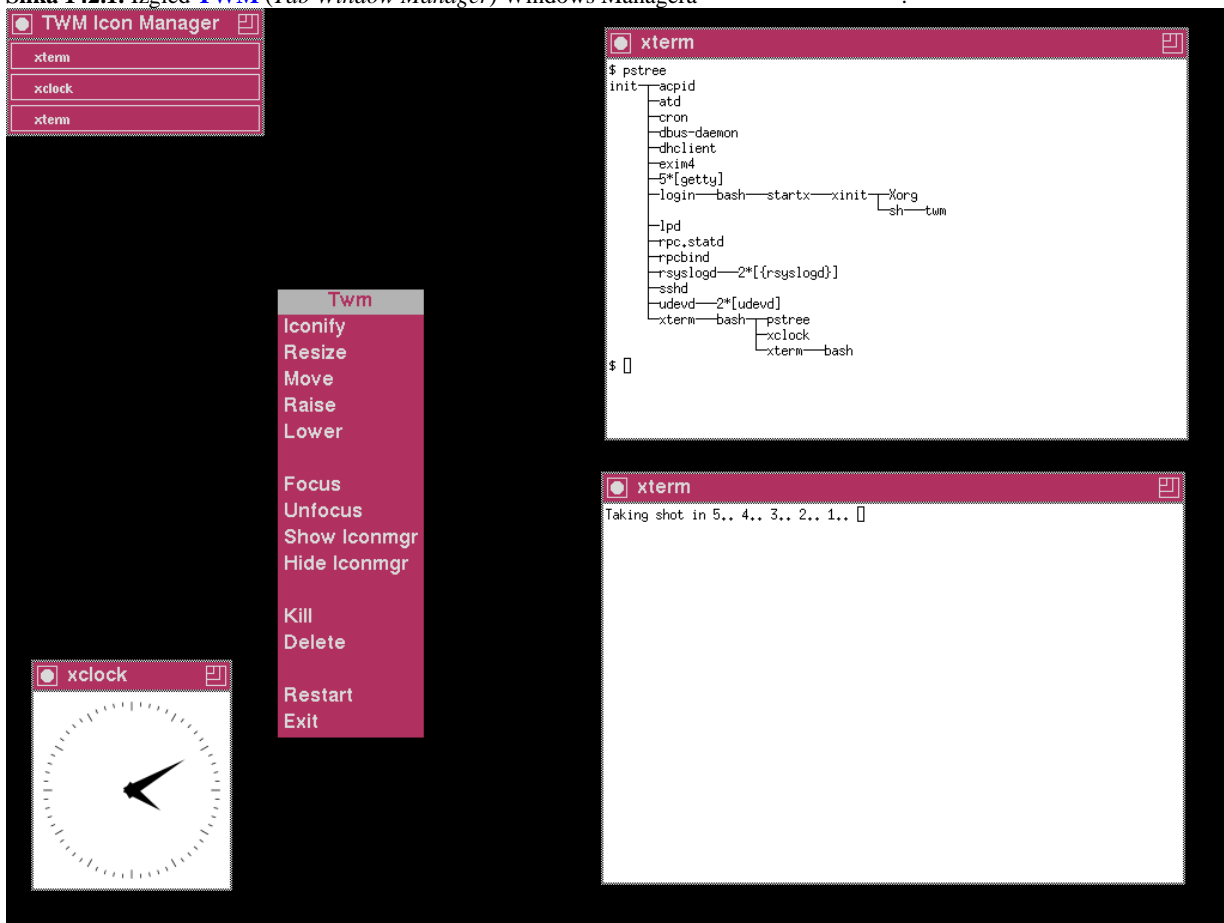 Slika 142.1. Izgled TWM (Tab Window Manager) Windows Managera .
TWM Icon Manager
xterm
xclock
xterm
xterm
$ pstree
init─┬─acpid
     ├─atd
     ├─cron
     ├─dbus-daemon
     ├─dhclient
     ├─exim4
     ├─5*[getty]
     ├─login───bash───startx───xinit─┬─Xorg
                                     └─sh───twm
     ├─lpd
     ├─rpc.statd
     ├─rpcbind
     ├─rsyslogd───2*[{rsyslogd}]
     ├─sshd
     ├─udevd───2*[udevd]
     └─xterm───bash─┬─pstree
                    ├─xclock
                    └─xterm───bash
$
Twm
Iconify
Resize
Move
Raise
Lower
Focus
Unfocus
Show Iconmgr
Hide Iconmgr
Kill
Delete
Restart
Exit
xterm
Taking shot in 5.. 4.. 3.. 2.. 1..
xclock